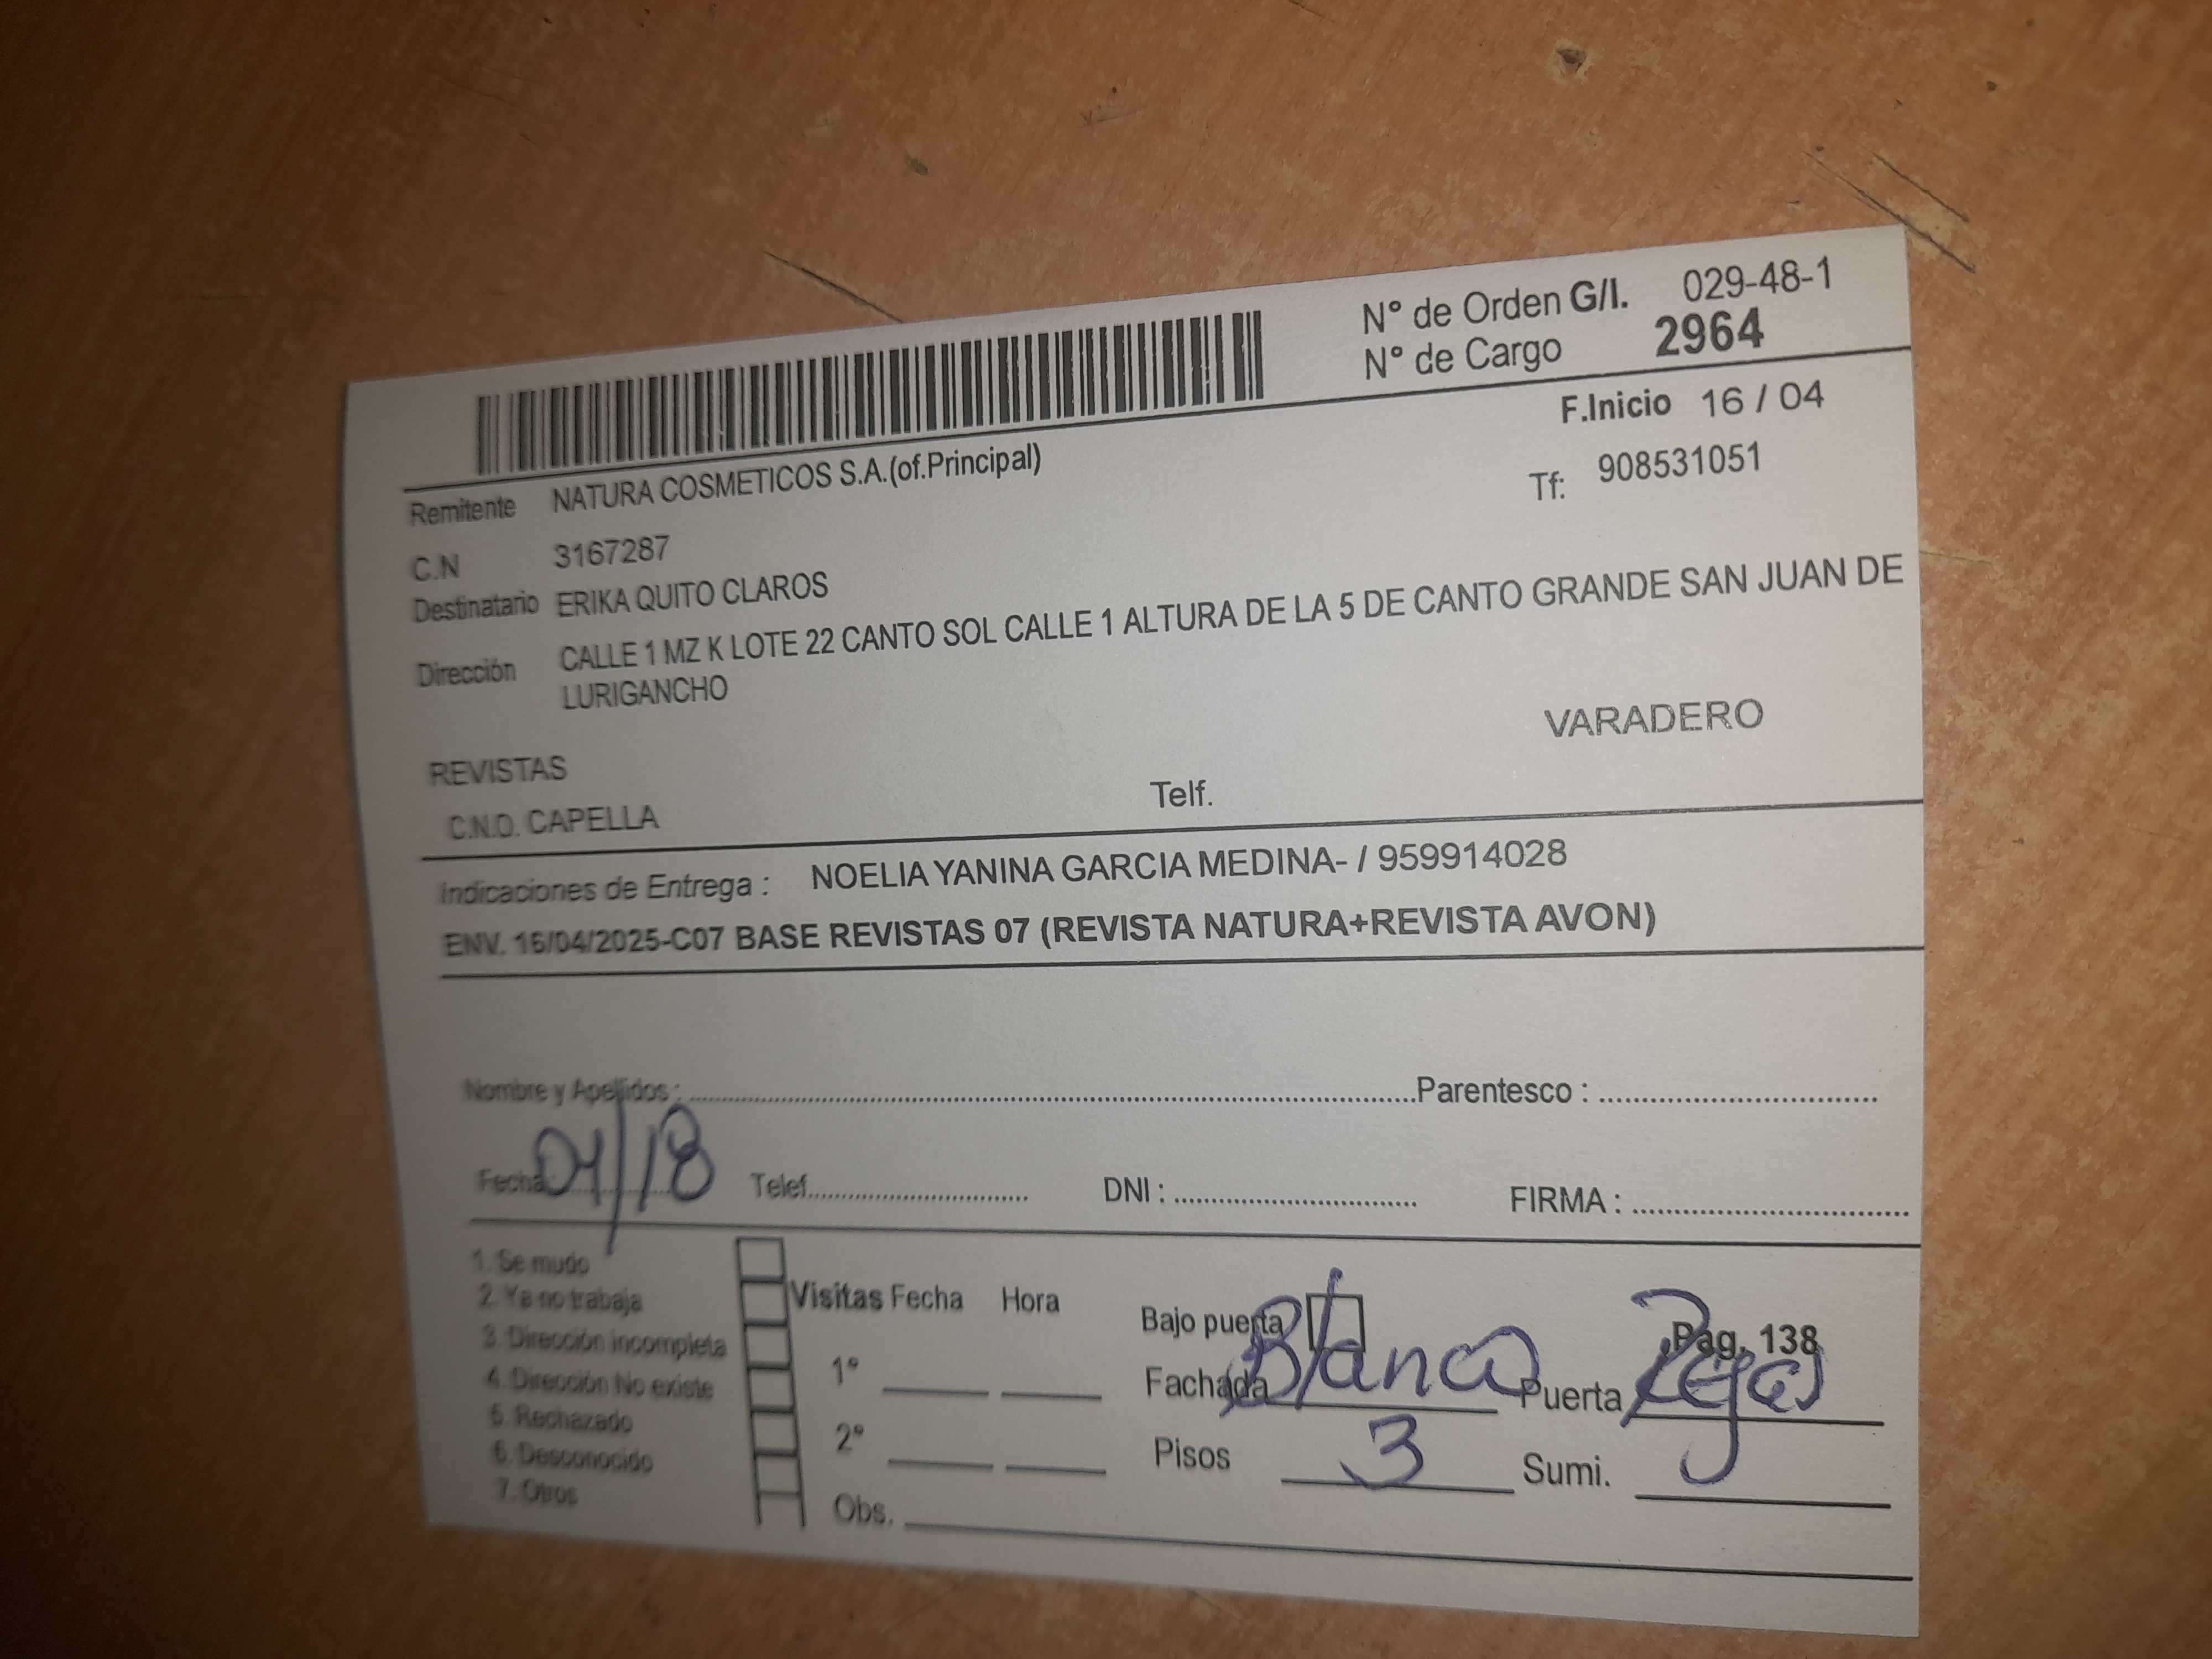 N° de Orden G/I. 029-48-1
N° de Cargo 2964
F.Inicio 16 / 04
Remitente NATURA COSMETICOS S.A.(of.Principal)
Tf: 908531051
C.N 3167287
Destinatario ERIKA QUITO CLAROS
Dirección CALLE 1 MZ K LOTE 22 CANTO SOL CALLE 1 ALTURA DE LA 5 DE CANTO GRANDE SAN JUAN DE
LURIGANCHO
VARADERO
REVISTAS
C.N.O. CAPELLA Telf.
Indicaciones de Entrega : NOELIA YANINA GARCIA MEDINA- / 959914028
ENV. 16/04/2025-C07 BASE REVISTAS 07 (REVISTA NATURA+REVISTA AVON)
Nombre y Apellidos : Parentesco :
Fecha 04/18 Telef. DNI : FIRMA :
1. Se mudo
2. Ya no trabaja
3. Dirección incompleta
4. Dirección No existe
5. Rechazado
6. Desconocido
7. Otros
Visitas Fecha Hora
1°
2°
Obs.
Bajo puerta Pag. 138
Fachada Blanca Puerta Rejas
Pisos 3 Sumi.